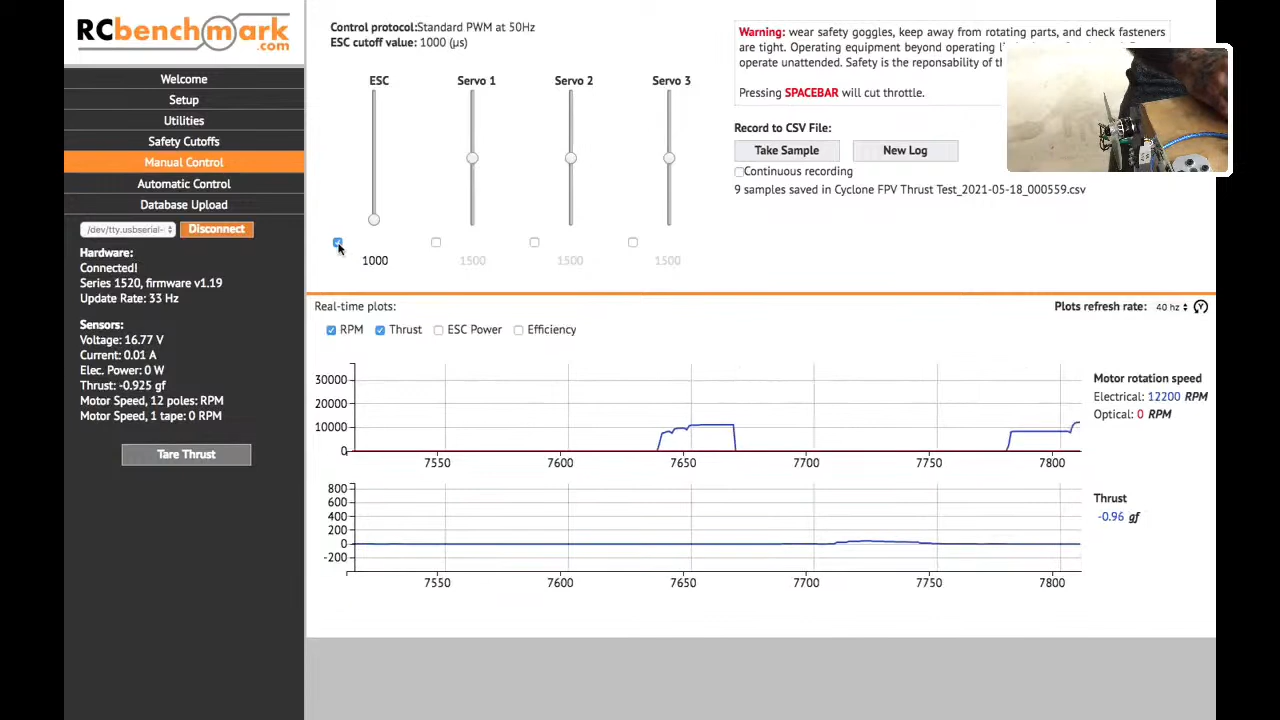 RCbenchmark
.com
Welcome
Setup
Utilities
Safety Cutoffs
Manual Control
Automatic Control
Database Upload
/dev/tty.usbserial- Disconnect
Hardware:
Connected!
Series 1520, firmware v1.19
Update Rate: 33 Hz
Sensors:
Voltage: 16.77 V
Current: 0.01 A
Elec. Power: 0 W
Thrust: -0.925 gf
Motor Speed, 12 poles: RPM
Motor Speed, 1 tape: 0 RPM
Tare Thrust
Control protocol:Standard PWM at 50Hz
ESC cutoff value: 1000 (µs)
ESC Servo 1 Servo 2 Servo 3
1000 1500 1500 1500
Warning: wear safety goggles, keep away from rotating parts, and check fasteners
are tight. Operating equipment beyond operating
operate unattended. Safety is the reponsability of
Pressing SPACEBAR will cut throttle.
Record to CSV File:
Take Sample New Log
Continuous recording
9 samples saved in Cyclone FPV Thrust Test_2021-05-18_000559.csv
Real-time plots: Plots refresh rate: 40 hz
RPM Thrust ESC Power Efficiency
30000
20000
10000
0
7550 7600 7650 7700 7750 7800
Motor rotation speed
Electrical: 12200 RPM
Optical: 0 RPM
800
600
400
200
0
-200
7550 7600 7650 7700 7750 7800
Thrust
-0.96 gf